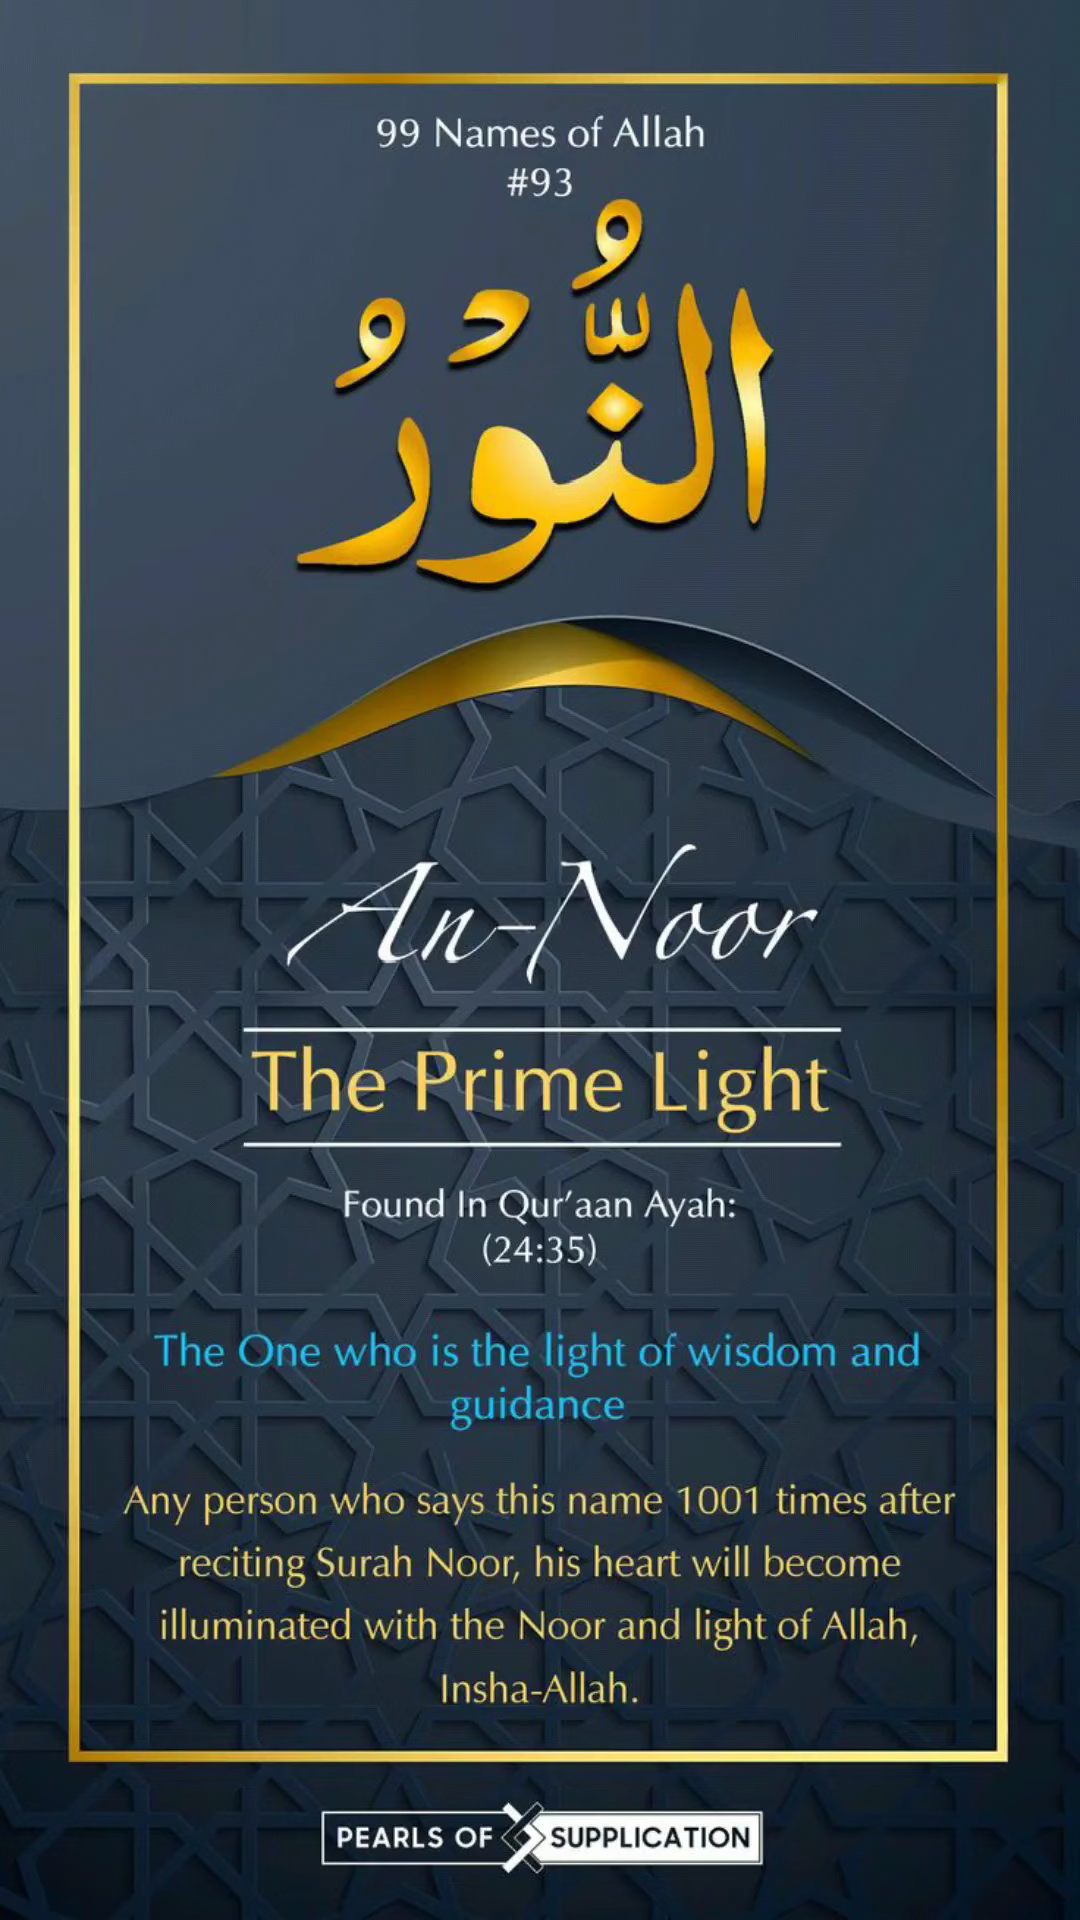 99 Names of Allah
#93
النُّوْرُ
An-Noor
The Prime Light
Found In Qur’aan Ayah:
(24:35)
The One who is the light of wisdom and
guidance
Any person who says this name 1001 times after
reciting Surah Noor, his heart will become
illuminated with the Noor and light of Allah,
Insha-Allah.
PEARLS OF SUPPLICATION